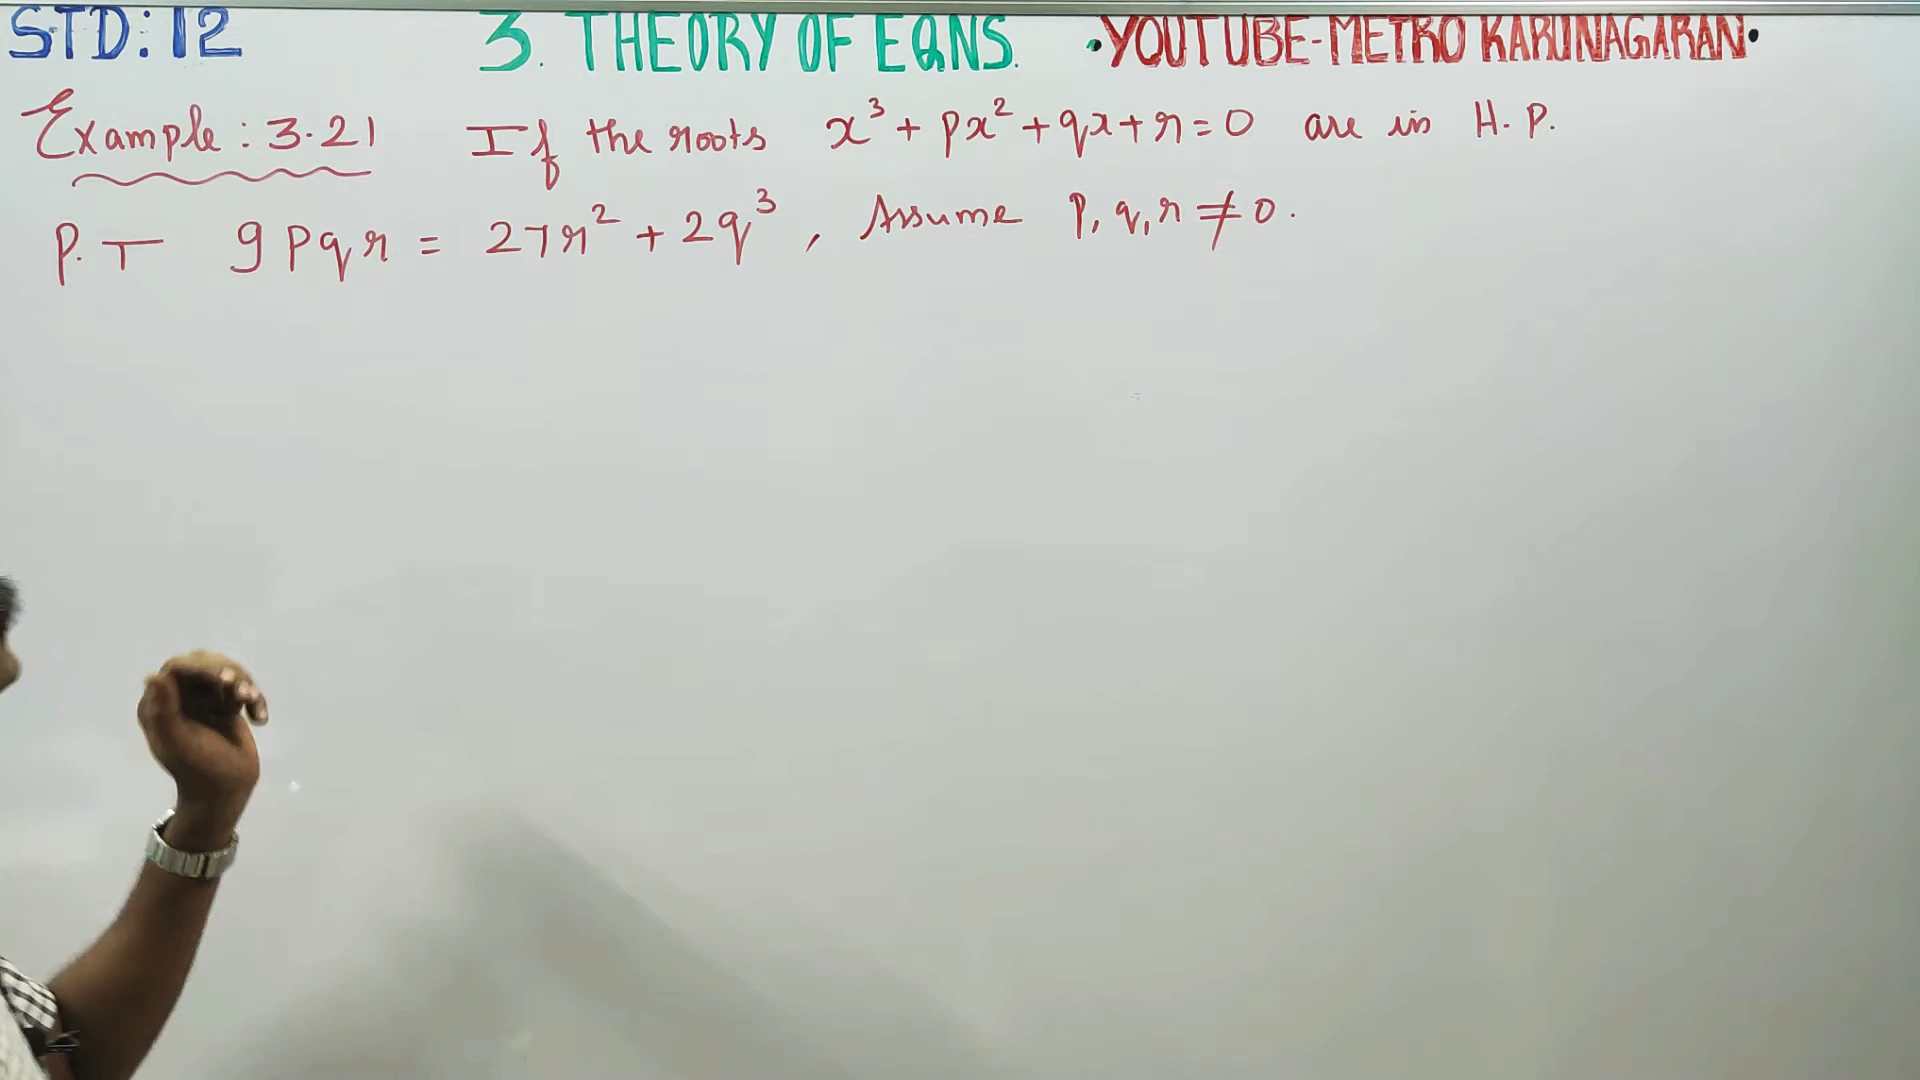 STD: 12 3. THEORY OF EQNS. •YOUTUBE-METRO KARUNAGARAN•
Example: 3.21 If the roots x³ + px² + qx + r = 0 are in H.P.
P.T 9pqr = 27r² + 2q³, Assume p, q, r ≠ 0.